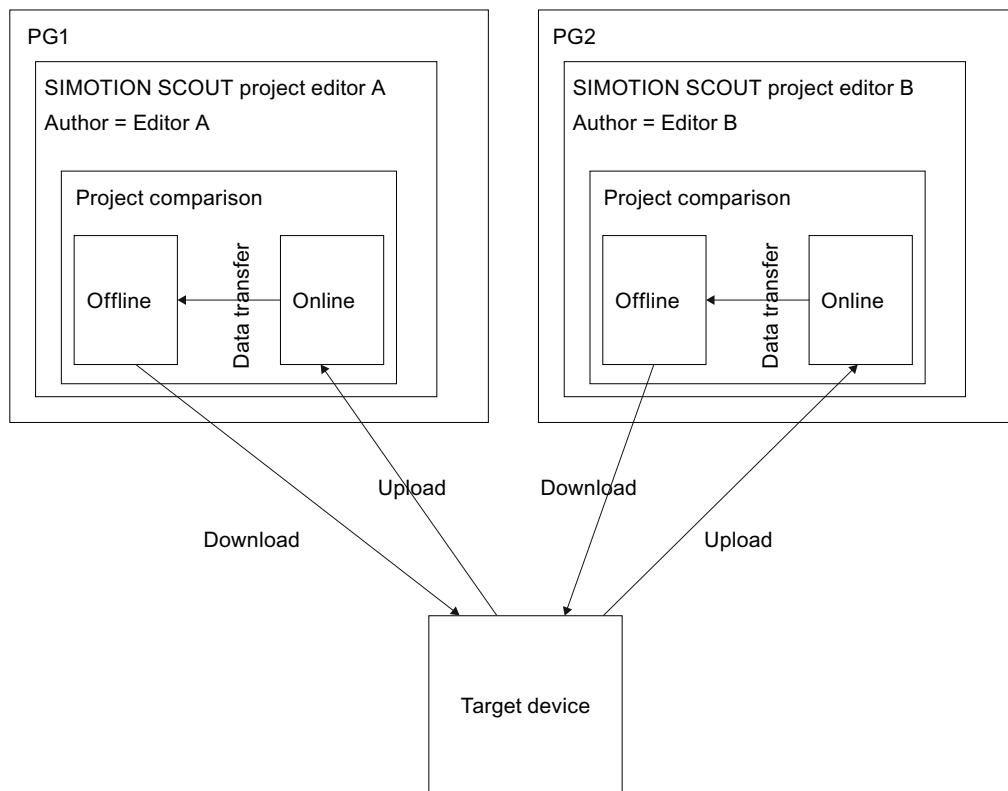 PG1
SIMOTION SCOUT project editor A
Author = Editor A
Project comparison
Offline
Data transfer
Online
PG2
SIMOTION SCOUT project editor B
Author = Editor B
Project comparison
Offline
Data transfer
Online
Upload
Download
Download
Upload
Target device